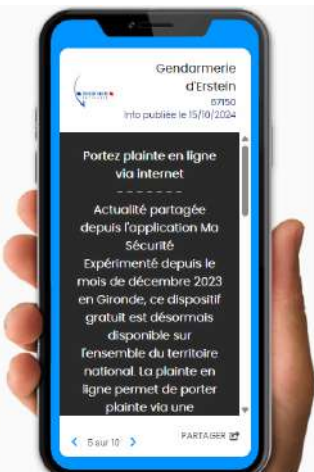 Gendarmerie
d'Erstein
67150
Info publiée le 15/10/2024
Portez plainte en ligne
via internet
- - - - - - -
Actualité partagée
depuis l'application Ma
Sécurité
Expérimenté depuis le
mois de décembre 2023
en Gironde, ce dispositif
gratuit est désormais
disponible sur
l'ensemble du territoire
national. La plainte en
ligne permet de porter
plainte via une
5 sur 10
PARTAGER